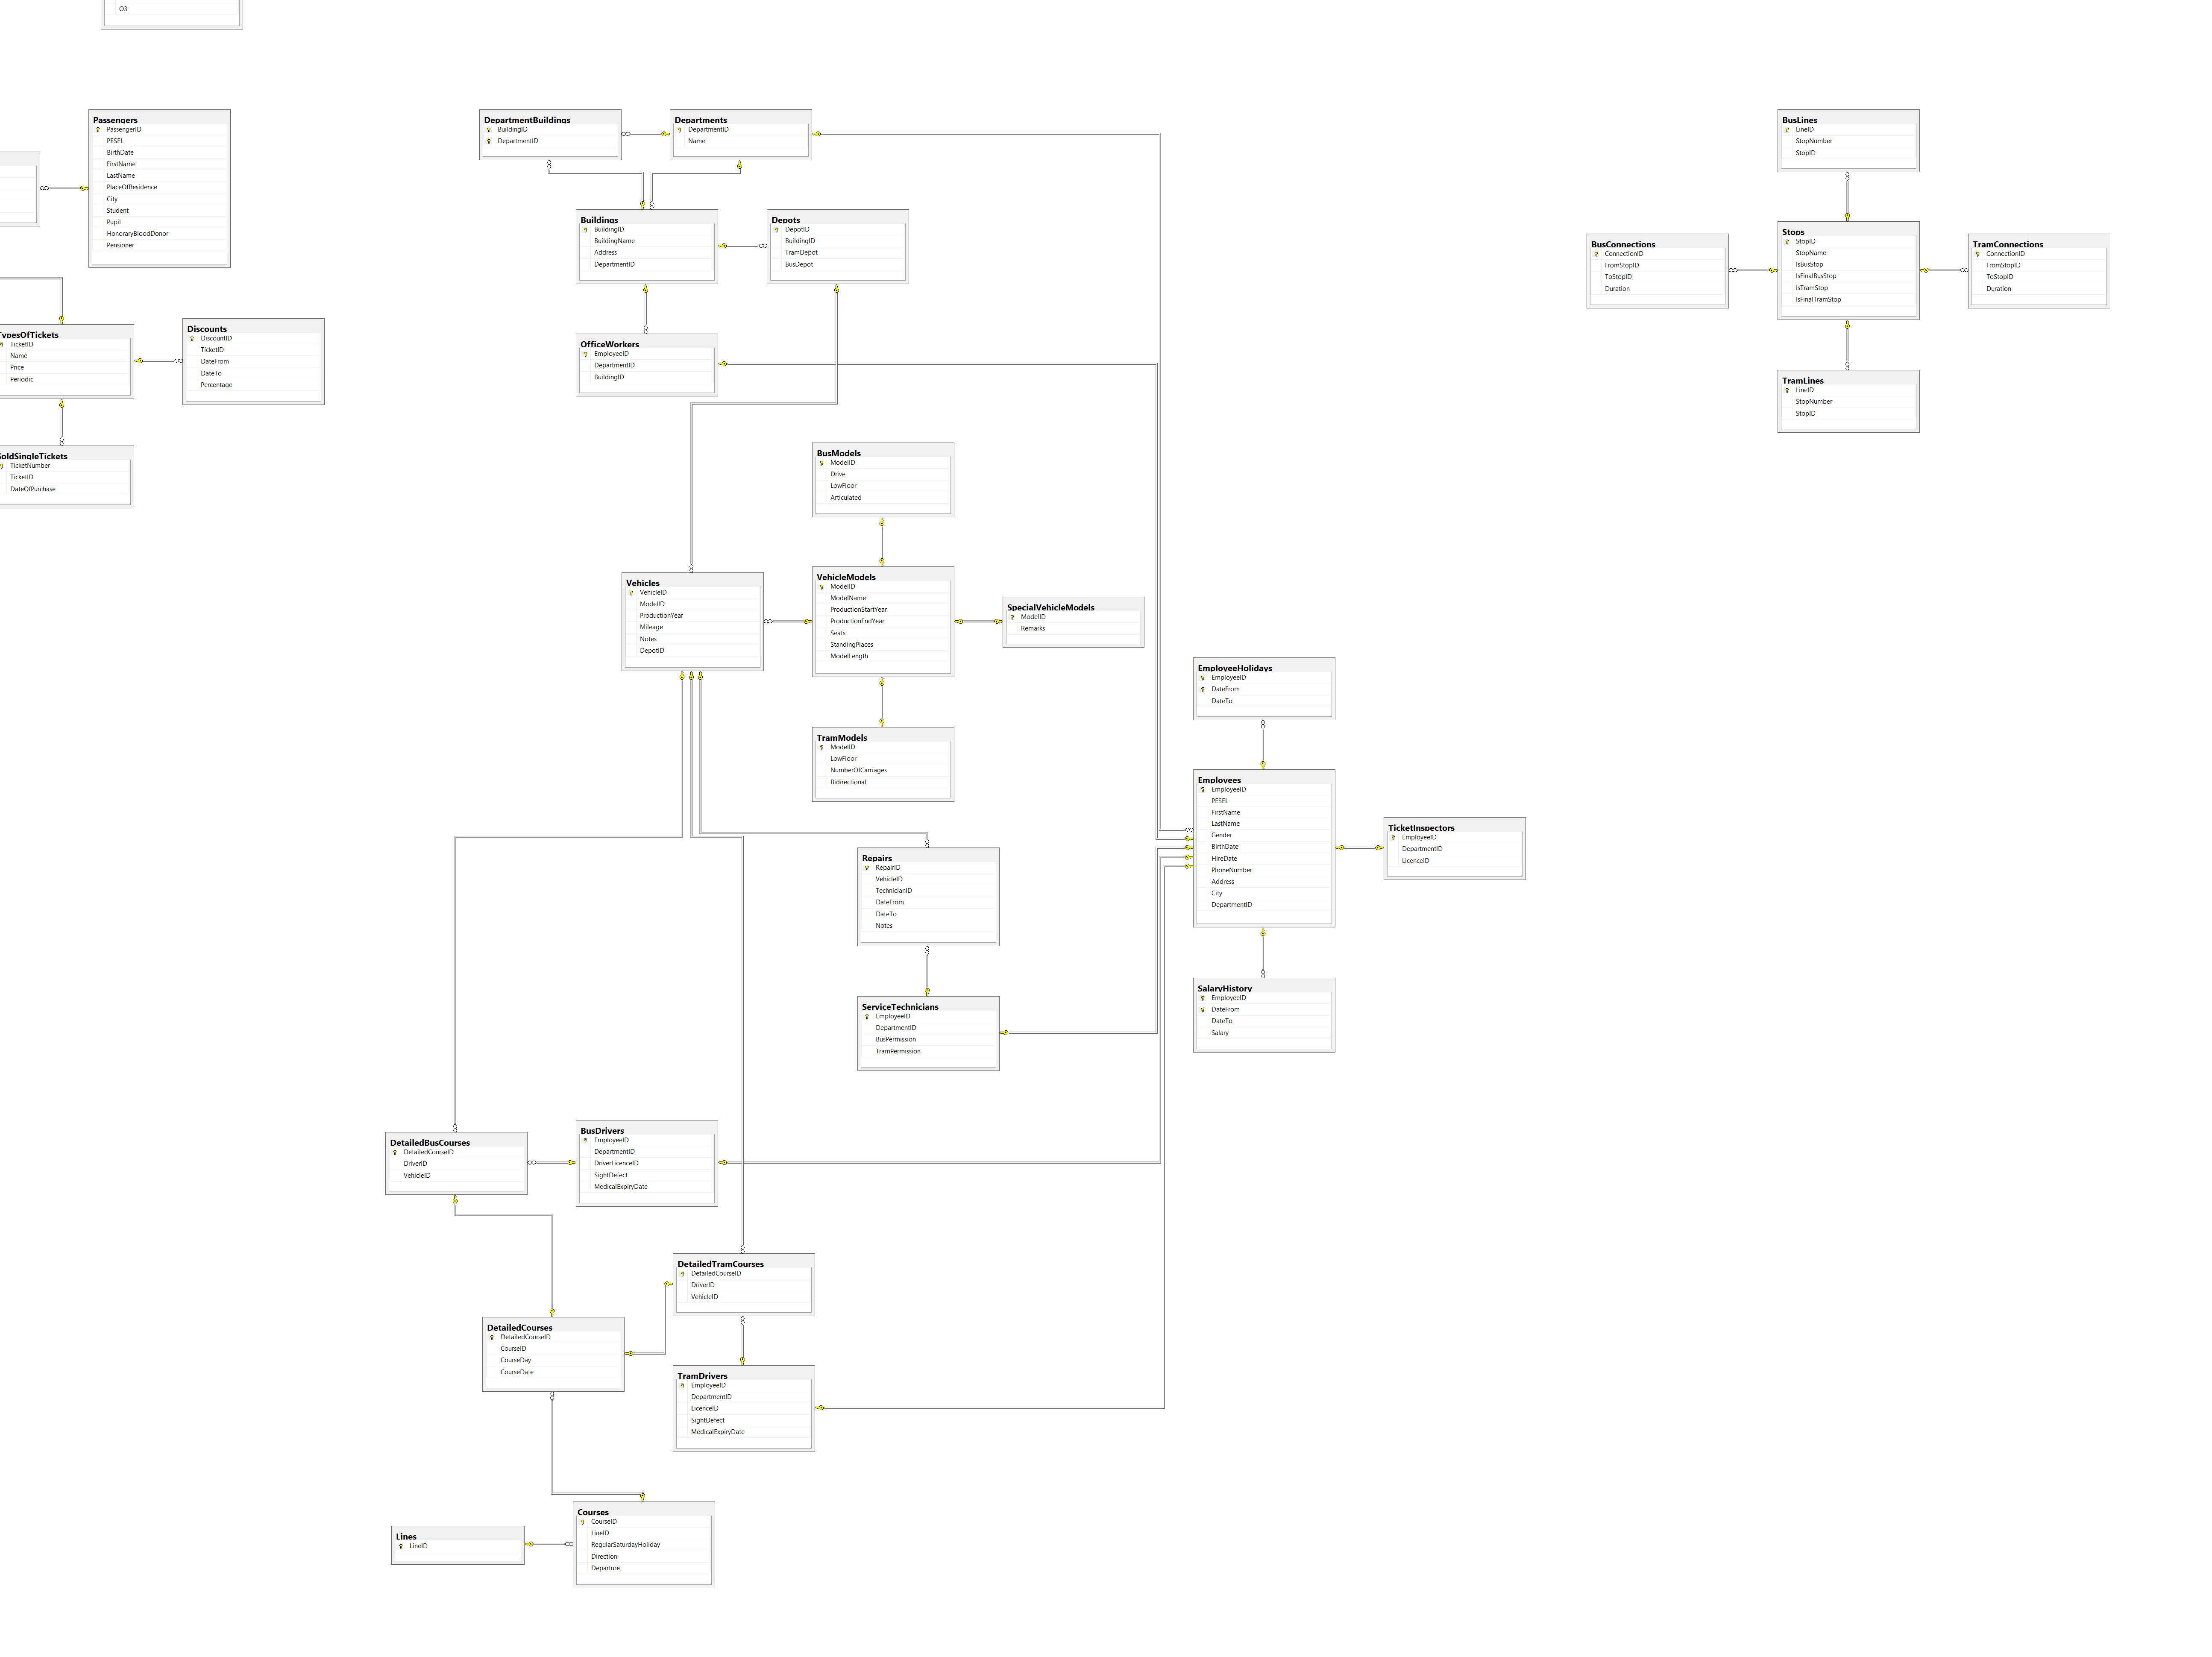 O3
Passengers
PassengerID
PESEL
BirthDate
FirstName
LastName
PlaceOfResidence
City
Student
Pupil
HonoraryBloodDonor
Pensioner
TypesOfTickets
TicketID
Name
Price
Periodic
Discounts
DiscountID
TicketID
DateFrom
DateTo
Percentage
SoldSingleTickets
TicketNumber
TicketID
DateOfPurchase
DepartmentBuildings
BuildingID
DepartmentID
Departments
DepartmentID
Name
Buildings
BuildingID
BuildingName
Address
DepartmentID
Depots
DepotID
BuildingID
TramDepot
BusDepot
OfficeWorkers
EmployeeID
DepartmentID
BuildingID
BusModels
ModelID
Drive
LowFloor
Articulated
Vehicles
VehicleID
ModelID
ProductionYear
Mileage
Notes
DepotID
VehicleModels
ModelID
ModelName
ProductionStartYear
ProductionEndYear
Seats
StandingPlaces
ModelLength
SpecialVehicleModels
ModelID
Remarks
TramModels
ModelID
LowFloor
NumberOfCarriages
Bidirectional
EmployeeHolidays
EmployeeID
DateFrom
DateTo
Employees
EmployeeID
PESEL
FirstName
LastName
Gender
BirthDate
HireDate
PhoneNumber
Address
City
DepartmentID
TicketInspectors
EmployeeID
DepartmentID
LicenceID
Repairs
RepairID
VehicleID
TechnicianID
DateFrom
DateTo
Notes
ServiceTechnicians
EmployeeID
DepartmentID
BusPermission
TramPermission
SalaryHistory
EmployeeID
DateFrom
DateTo
Salary
DetailedBusCourses
DetailedCourseID
DriverID
VehicleID
BusDrivers
EmployeeID
DepartmentID
DriverLicenceID
SightDefect
MedicalExpiryDate
DetailedTramCourses
DetailedCourseID
DriverID
VehicleID
DetailedCourses
DetailedCourseID
CourseID
CourseDay
CourseDate
TramDrivers
EmployeeID
DepartmentID
LicenceID
SightDefect
MedicalExpiryDate
Lines
LineID
Courses
CourseID
LineID
RegularSaturdayHoliday
Direction
Departure
BusLines
LineID
StopNumber
StopID
BusConnections
ConnectionID
FromStopID
ToStopID
Duration
Stops
StopID
StopName
IsBusStop
IsFinalBusStop
IsTramStop
IsFinalTramStop
TramConnections
ConnectionID
FromStopID
ToStopID
Duration
TramLines
LineID
StopNumber
StopID